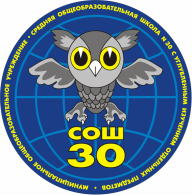 МУНИЦИПАЛЬНОЕ ОБЩЕОБРАЗОВАТЕЛЬНОЕ УЧРЕЖДЕНИЕ • СРЕДНЯЯ ОБЩЕОБРАЗОВАТЕЛЬНАЯ ШКОЛА №30 С УГЛУБЛЕННЫМ ИЗУЧЕНИЕМ ОТДЕЛЬНЫХ ПРЕДМЕТОВ •
СОШ
30